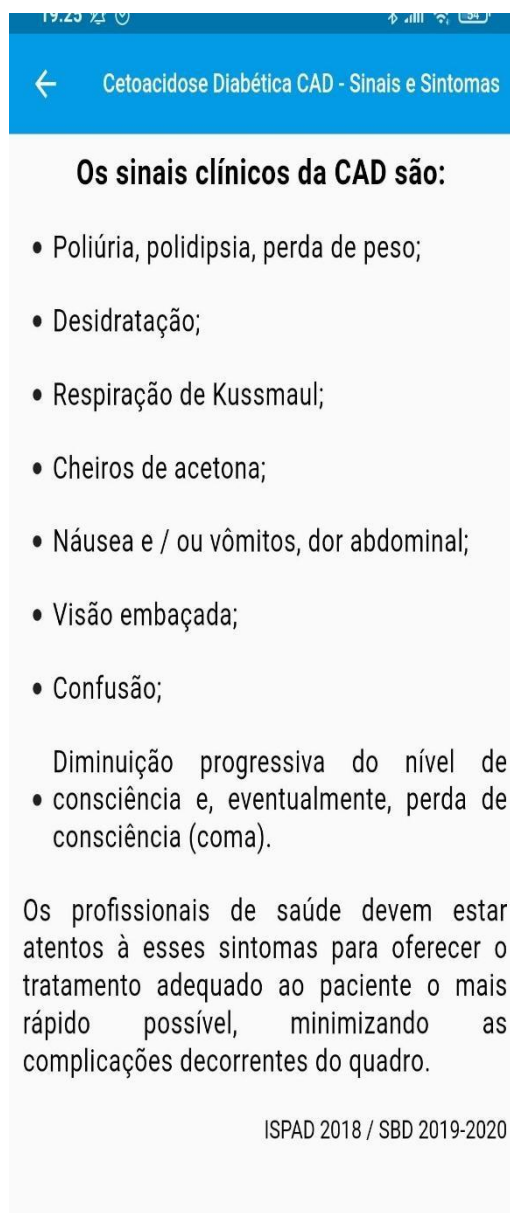 19:25
54
Cetoacidose Diabética CAD - Sinais e Sintomas
Os sinais clínicos da CAD são:
• Poliúria, polidipsia, perda de peso;
• Desidratação;
• Respiração de Kussmaul;
• Cheiros de acetona;
• Náusea e / ou vômitos, dor abdominal;
• Visão embaçada;
• Confusão;
Diminuição progressiva do nível de
• consciência e, eventualmente, perda de
consciência (coma).
Os profissionais de saúde devem estar
atentos à esses sintomas para oferecer o
tratamento adequado ao paciente o mais
rápido possível, minimizando as
complicações decorrentes do quadro.
ISPAD 2018 / SBD 2019-2020